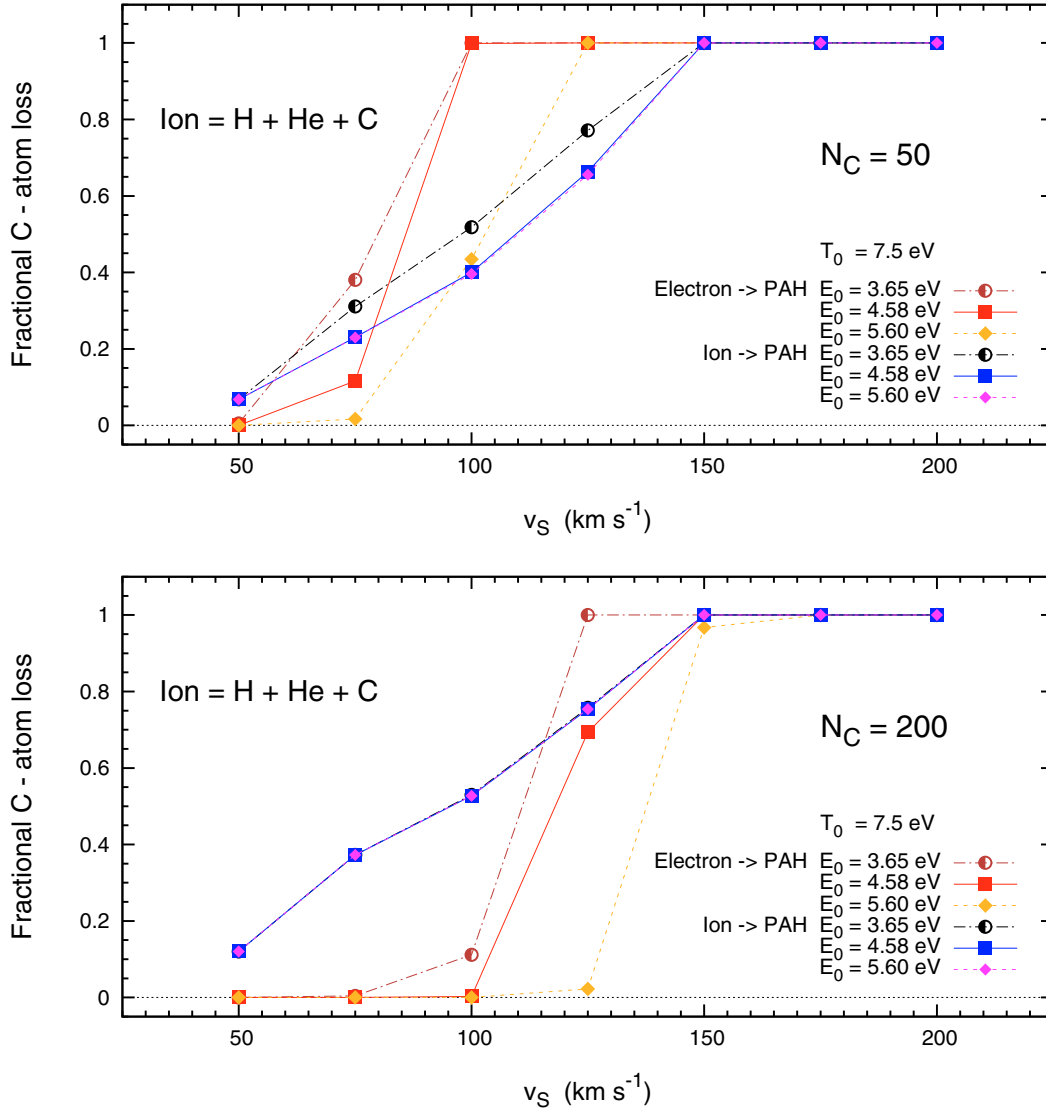 1
0.8
0.6
0.4
0.2
0
Fractional C - atom loss
Ion = H + He + C
N_C = 50
T_0 = 7.5 eV
Electron -> PAH E_0 = 3.65 eV
E_0 = 4.58 eV
E_0 = 5.60 eV
Ion -> PAH E_0 = 3.65 eV
E_0 = 4.58 eV
E_0 = 5.60 eV
50 100 150 200
v_S (km s^-1)
1
0.8
0.6
0.4
0.2
0
Fractional C - atom loss
Ion = H + He + C
N_C = 200
T_0 = 7.5 eV
Electron -> PAH E_0 = 3.65 eV
E_0 = 4.58 eV
E_0 = 5.60 eV
Ion -> PAH E_0 = 3.65 eV
E_0 = 4.58 eV
E_0 = 5.60 eV
50 100 150 200
v_S (km s^-1)